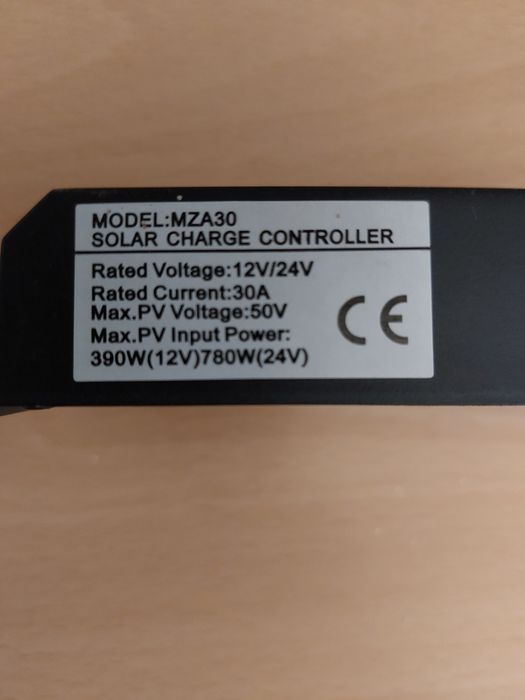 MODEL:MZA30
SOLAR CHARGE CONTROLLER
Rated Voltage:12V/24V
Rated Current:30A
Max.PV Voltage:50V
Max.PV Input Power:
390W(12V)780W(24V)
CE